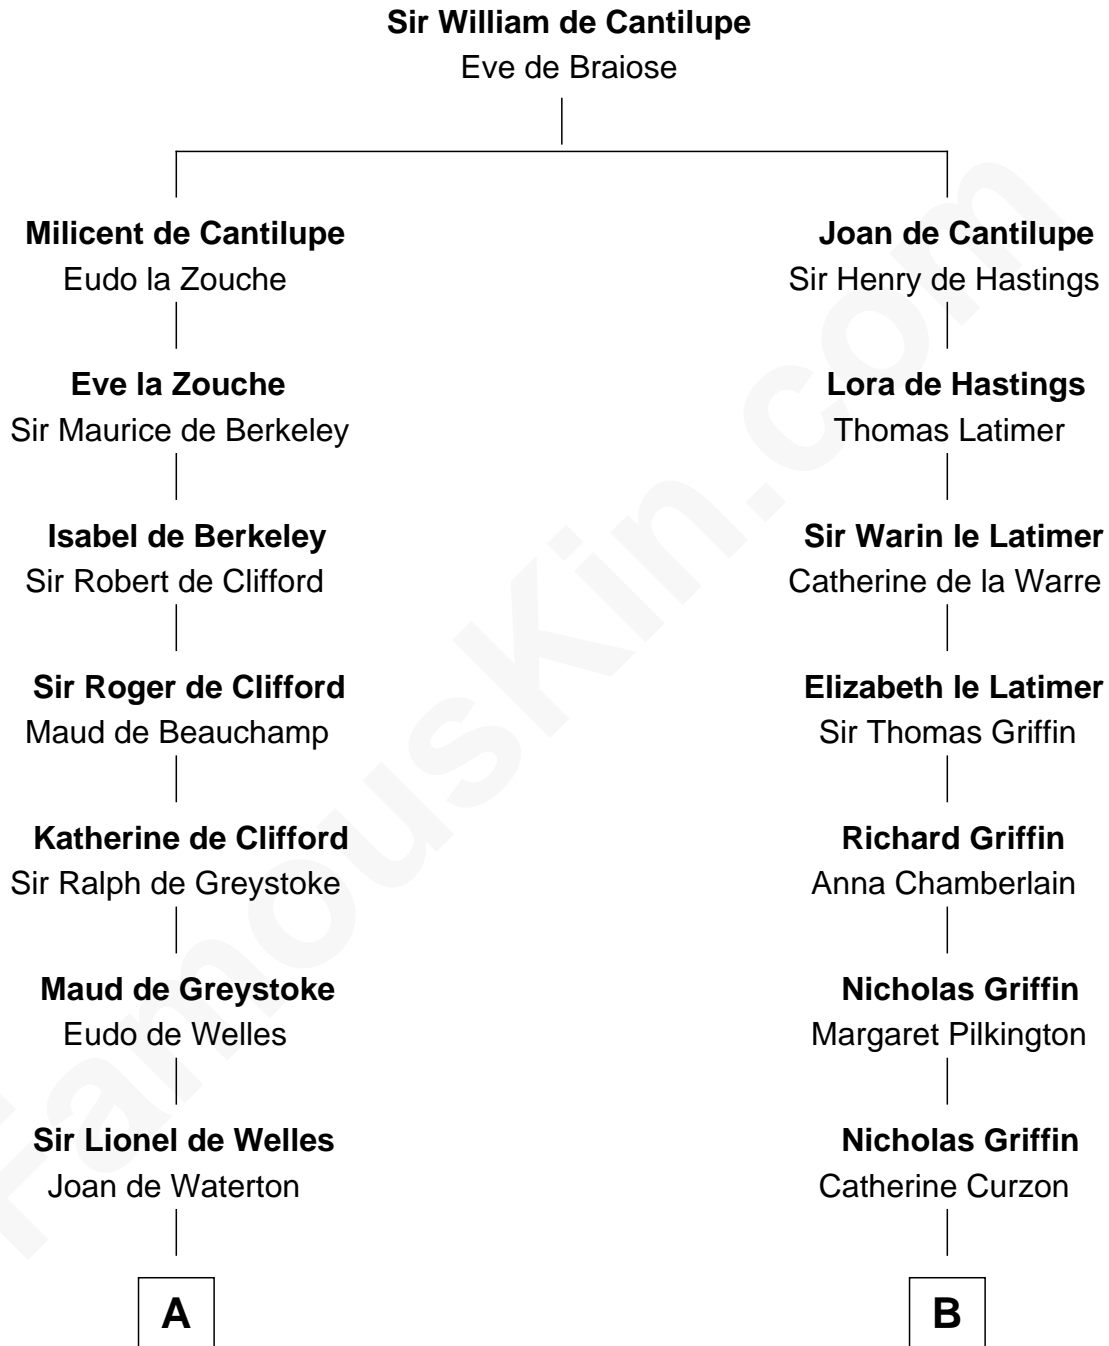 Sir William de Cantilupe
Eve de Braiose
Milicent de Cantilupe
Eudo la Zouche
Joan de Cantilupe
Sir Henry de Hastings
Eve la Zouche
Sir Maurice de Berkeley
Lora de Hastings
Thomas Latimer
Isabel de Berkeley
Sir Robert de Clifford
Sir Warin le Latimer
Catherine de la Warre
Sir Roger de Clifford
Maud de Beauchamp
Elizabeth le Latimer
Sir Thomas Griffin
Katherine de Clifford
Sir Ralph de Greystoke
Richard Griffin
Anna Chamberlain
Maud de Greystoke
Eudo de Welles
Nicholas Griffin
Margaret Pilkington
Sir Lionel de Welles
Joan de Waterton
Nicholas Griffin
Catherine Curzon
A
B
FamousKin.com